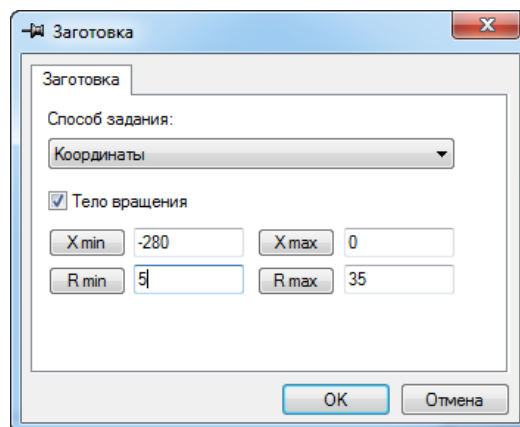 Заготовка
Заготовка
Способ задания:
Координаты
Тело вращения
X min -280 X max 0
R min 5 R max 35
OK Отмена